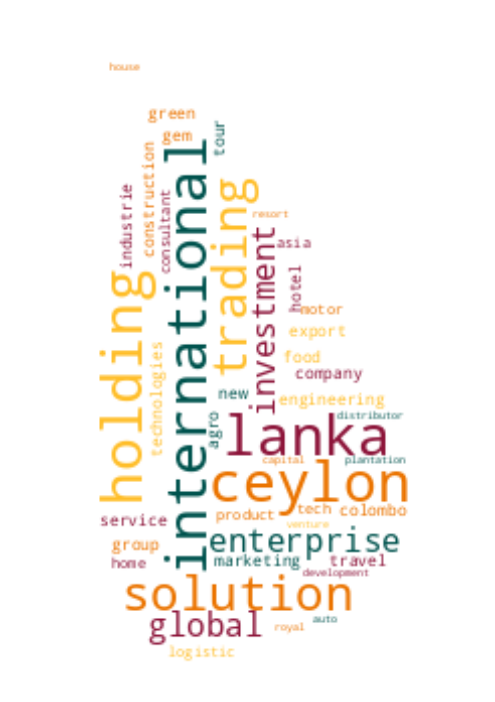 house
green
gem
tour
international
construction
consultant
industrie
trading
resort
investment
asia
hotel
holding
motor
export
technologies
food
company
new
engineering
agro
distributor
lanka
capital
plantation
ceylon
service
product
tech
colombo
venture
group
enterprise
home
marketing
travel
development
solution
global
auto
royal
logistic